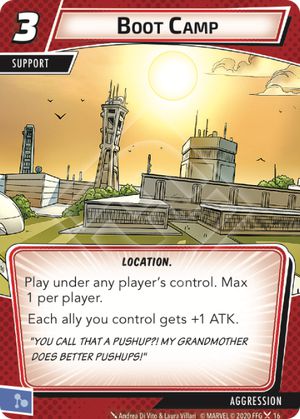 3
BOOT CAMP
SUPPORT
LOCATION.
Play under any player's control. Max
1 per player.
Each ally you control gets +1 ATK.
"YOU CALL THAT A PUSHUP?! MY GRANDMOTHER
DOES BETTER PUSHUPS!"
AGGRESSION
Andrea Di Vito & Laura Villari © MARVEL © 2020 FFG 16